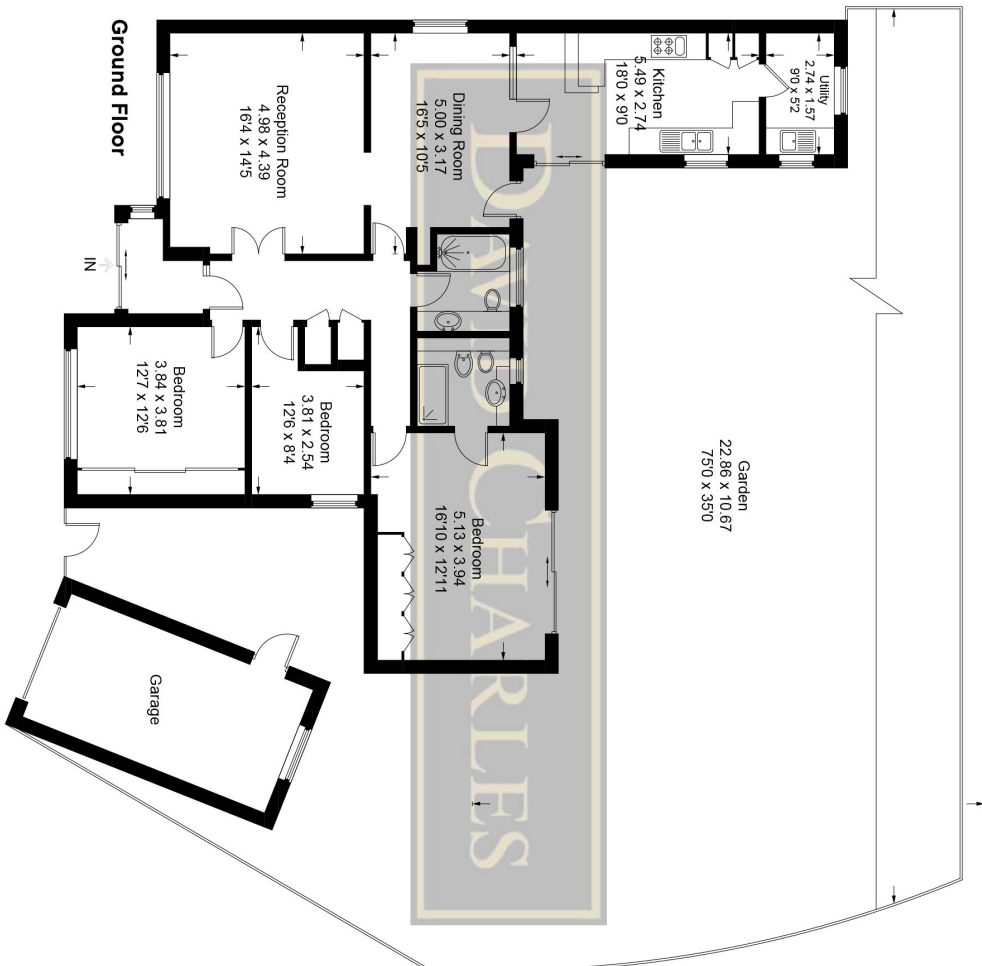 Garden
22.86 x 10.67
75'0 x 35'0
Utility
2.74 x 1.57
9'0 x 5'2
Kitchen
5.49 x 2.74
18'0 x 9'0
Dining Room
5.00 x 3.17
16'5 x 10'5
Reception Room
4.98 x 4.39
16'4 x 14'5
Bedroom
5.13 x 3.94
16'10 x 12'11
Bedroom
3.81 x 2.54
12'6 x 8'4
Bedroom
3.84 x 3.81
12'7 x 12'6
IN
Garage
Ground Floor
DAVID CHARLES